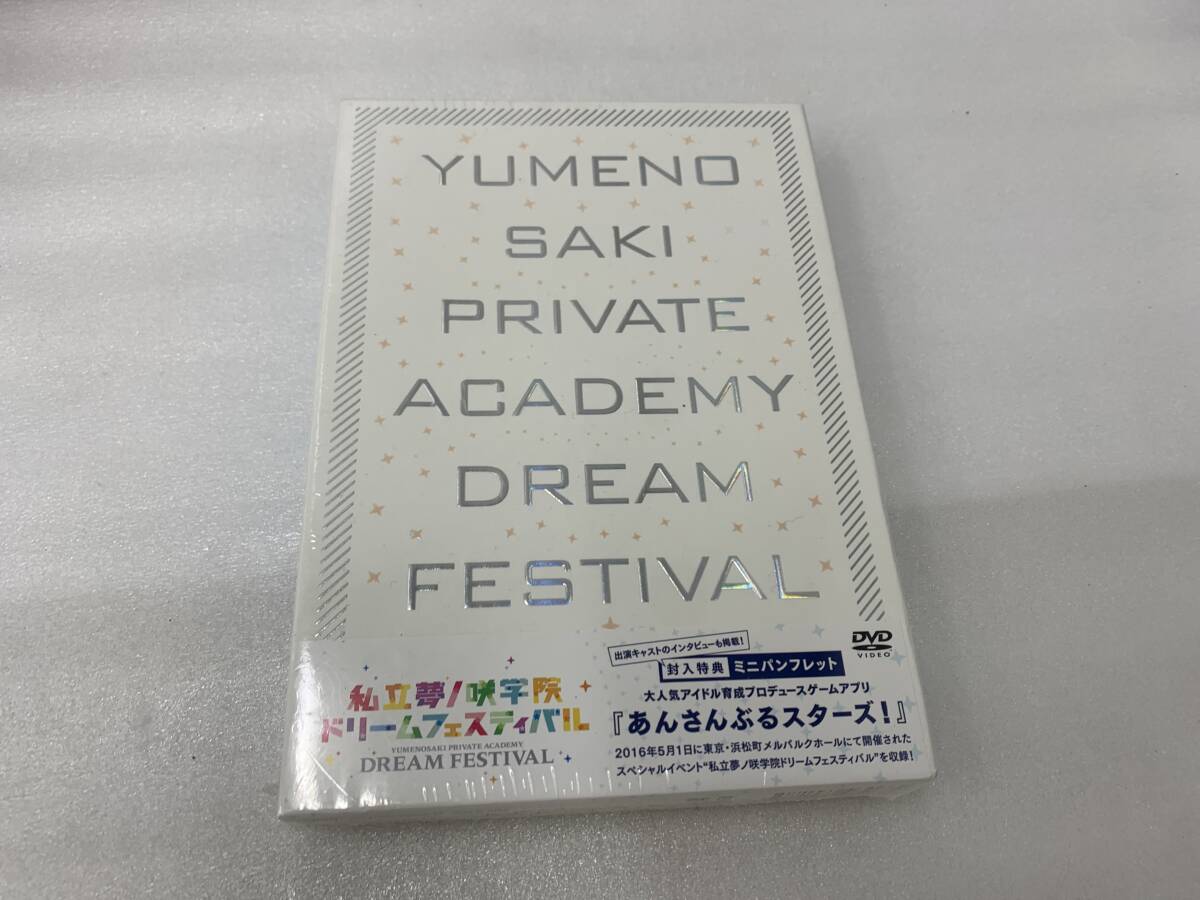 YUMENO
SAKI
PRIVATE
ACADEMY
DREAM
FESTIVAL
私立夢ノ咲学院
ドリームフェスティバル
YUMENOSAKI PRIVATE ACADEMY
DREAM FESTIVAL
出演キャストのインタビューも掲載！
封入特典 ミニパンフレット
大人気アイドル育成プロデュースゲームアプリ
『あんさんぶるスターズ！』
2016年5月1日に東京・浜松町メルパルクホールにて開催された
スペシャルイベント“私立夢ノ咲学院ドリームフェスティバル”を収録！
DVD
VIDEO